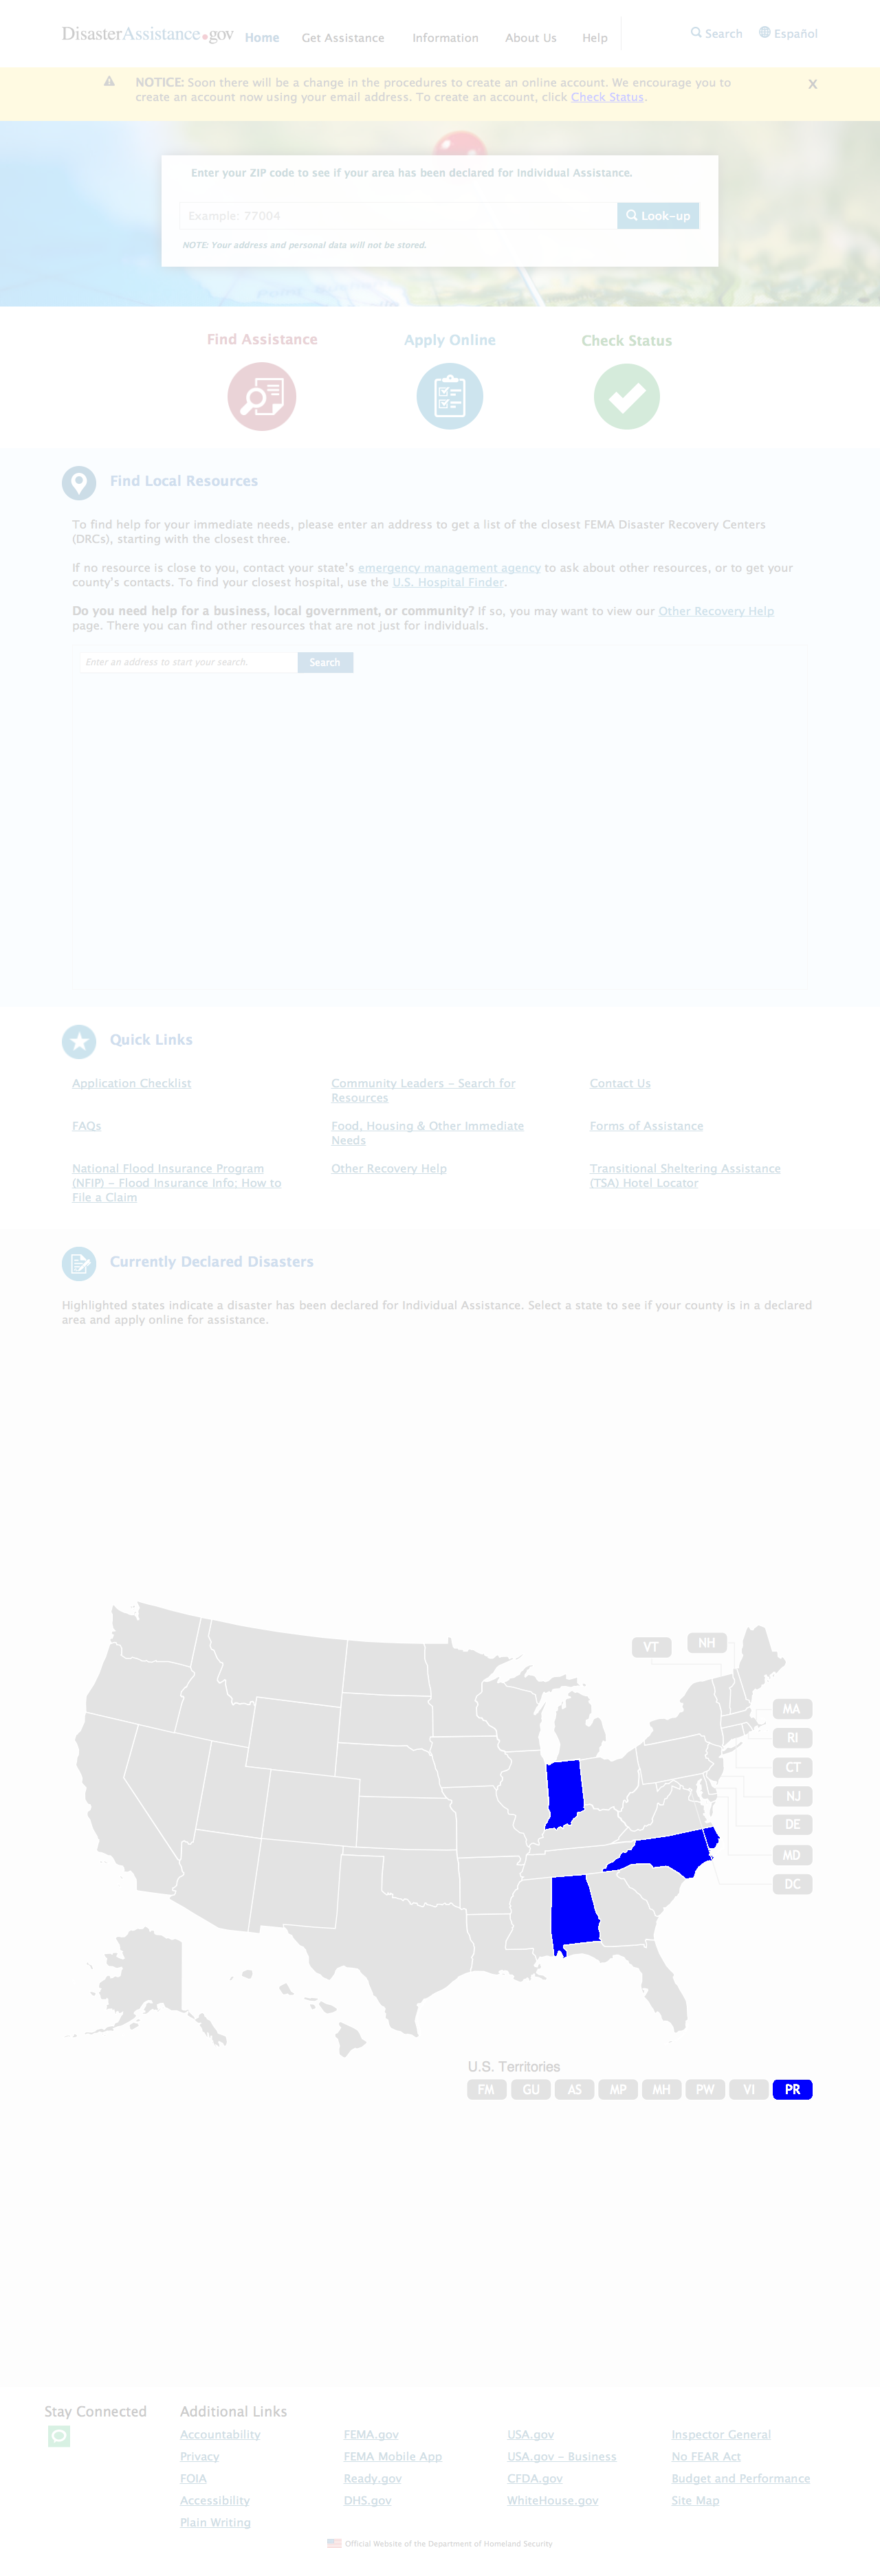 DisasterAssistance.gov Home Get Assistance Information About Us Help Search Español
NOTICE: Soon there will be a change in the procedures to create an online account. We encourage you to
create an account now using your email address. To create an account, click Check Status.
X
Enter your ZIP code to see if your area has been declared for Individual Assistance.
Example: 77004 Look-up
NOTE: Your address and personal data will not be stored.
Find Assistance Apply Online Check Status
Find Local Resources
To find help for your immediate needs, please enter an address to get a list of the closest FEMA Disaster Recovery Centers
(DRCs), starting with the closest three.
If no resource is close to you, contact your state's emergency management agency to ask about other resources, or to get your
county's contacts. To find your closest hospital, use the U.S. Hospital Finder.
Do you need help for a business, local government, or community? If so, you may want to view our Other Recovery Help
page. There you can find other resources that are not just for individuals.
Enter an address to start your search. Search
Quick Links
Application Checklist
Community Leaders - Search for
Resources
Contact Us
FAQs
Food, Housing & Other Immediate
Needs
Forms of Assistance
National Flood Insurance Program
(NFIP) - Flood Insurance Info; How to
File a Claim
Other Recovery Help
Transitional Sheltering Assistance
(TSA) Hotel Locator
Currently Declared Disasters
Highlighted states indicate a disaster has been declared for Individual Assistance. Select a state to see if your county is in a declared
area and apply online for assistance.
VT NH
MA
RI
CT
NJ
DE
MD
DC
U.S. Territories
FM GU AS MP MH PW VI PR
Stay Connected Additional Links
Accountability FEMA.gov USA.gov Inspector General
Privacy FEMA Mobile App USA.gov - Business No FEAR Act
FOIA Ready.gov CFDA.gov Budget and Performance
Accessibility DHS.gov WhiteHouse.gov Site Map
Plain Writing
Official Website of the Department of Homeland Security